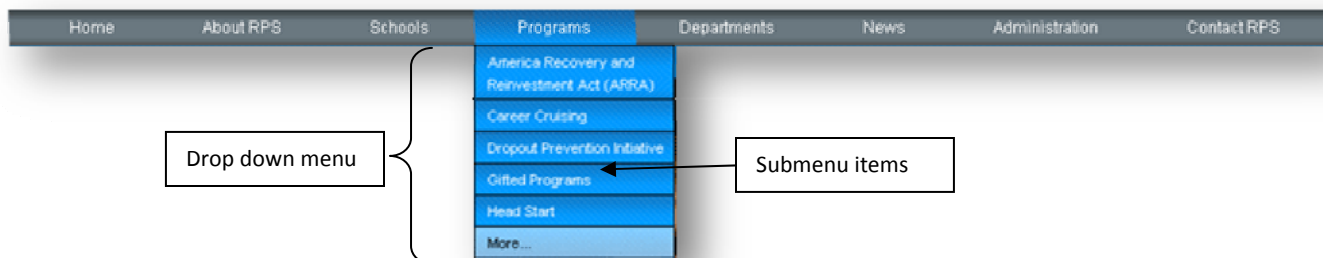 Home About RPS Schools Programs Departments News Administration Contact RPS
America Recovery and
Reinvestment Act (ARRA)
Career Cruising
Dropout Prevention Initiative
Drop down menu
Submenu items
Gifted Programs
Head Start
More...